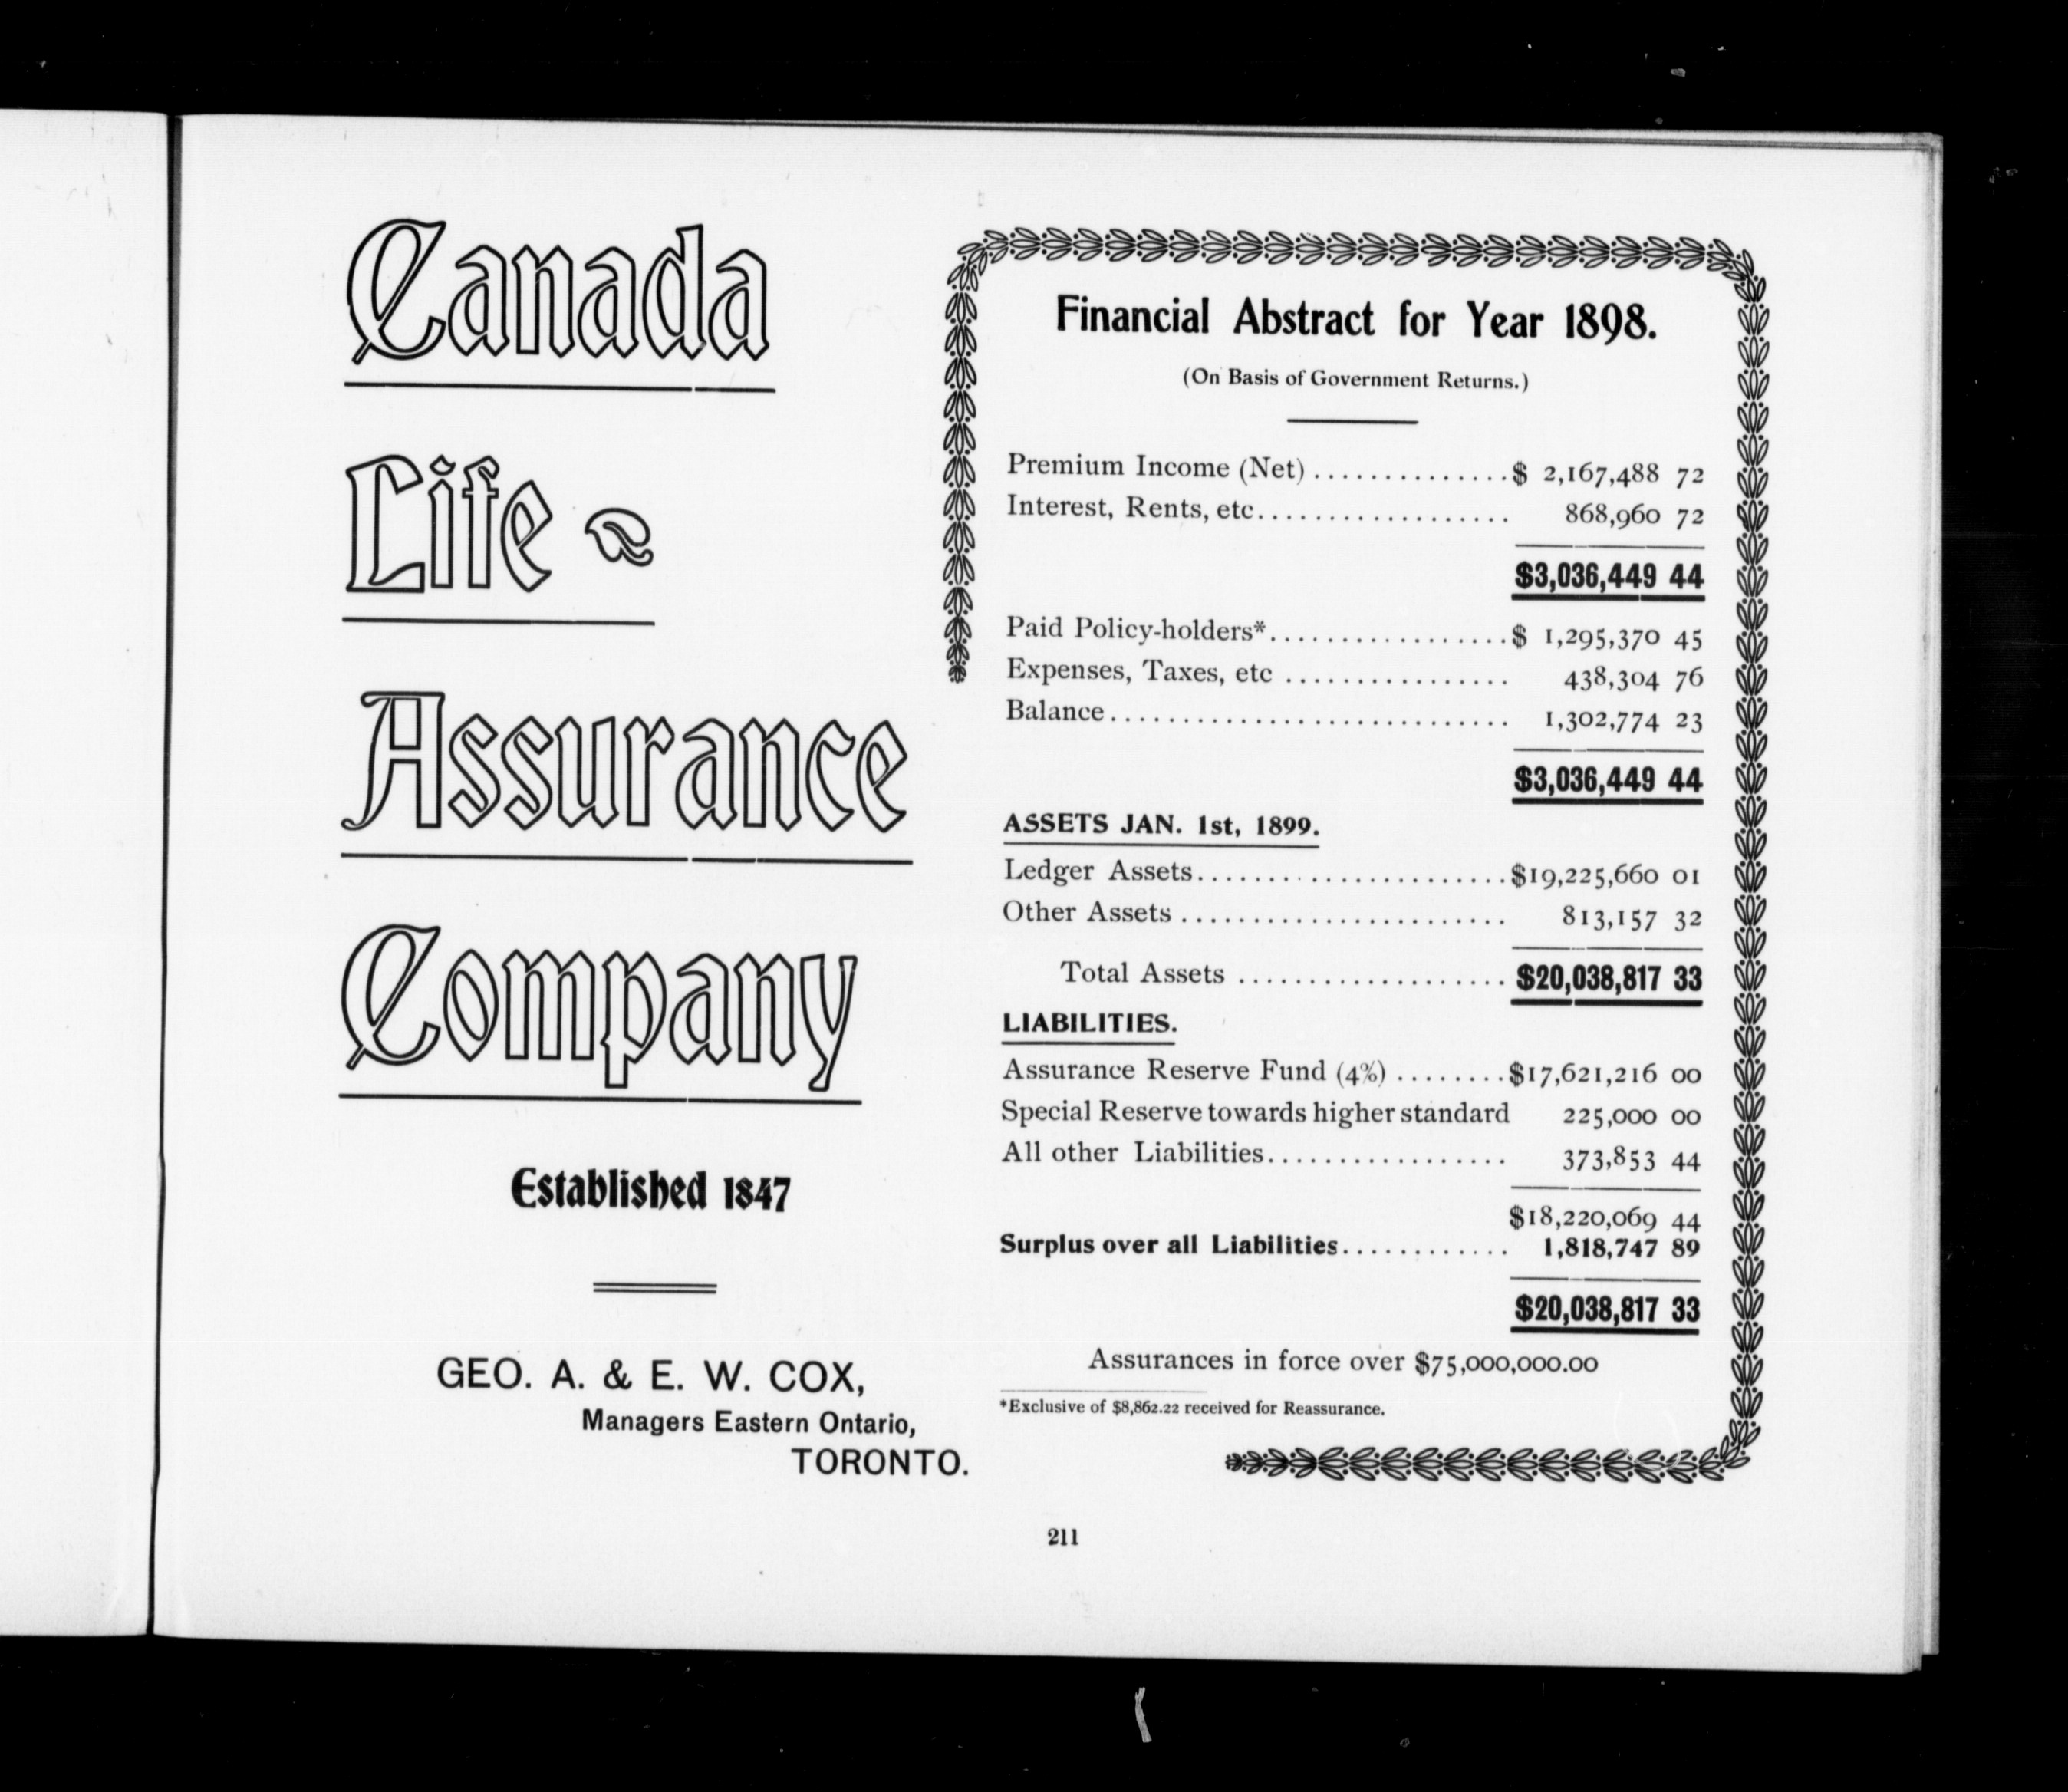 Canada
Life
Assurance
Company
Established 1847
GEO. A. & E. W. COX,
Managers Eastern Ontario,
TORONTO.
Financial Abstract for Year 1898.
(On Basis of Government Returns.)
Premium Income (Net) ..............$ 2,167,488 72
Interest, Rents, etc.................. 868,960 72
$3,036,449 44
Paid Policy-holders*.................$ 1,295,370 45
Expenses, Taxes, etc ................ 438,304 76
Balance............................ 1,302,774 23
$3,036,449 44
ASSETS JAN. 1st, 1899.
Ledger Assets......................$19,225,660 01
Other Assets ....................... 813,157 32
Total Assets ................... $20,038,817 33
LIABILITIES.
Assurance Reserve Fund (4%) ........$17,621,216 00
Special Reserve towards higher standard 225,000 00
All other Liabilities................. 373,853 44
$18,220,069 44
Surplus over all Liabilities............ 1,818,747 89
$20,038,817 33
Assurances in force over $75,000,000.00
*Exclusive of $8,862.22 received for Reassurance.
211